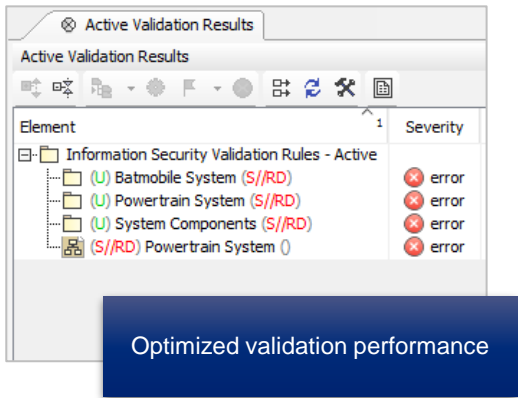 Active Validation Results
Active Validation Results
Element 1 Severity
Information Security Validation Rules - Active
(U) Batmobile System (S//RD) error
(U) Powertrain System (S//RD) error
(U) System Components (S//RD) error
(S//RD) Powertrain System () error
Optimized validation performance